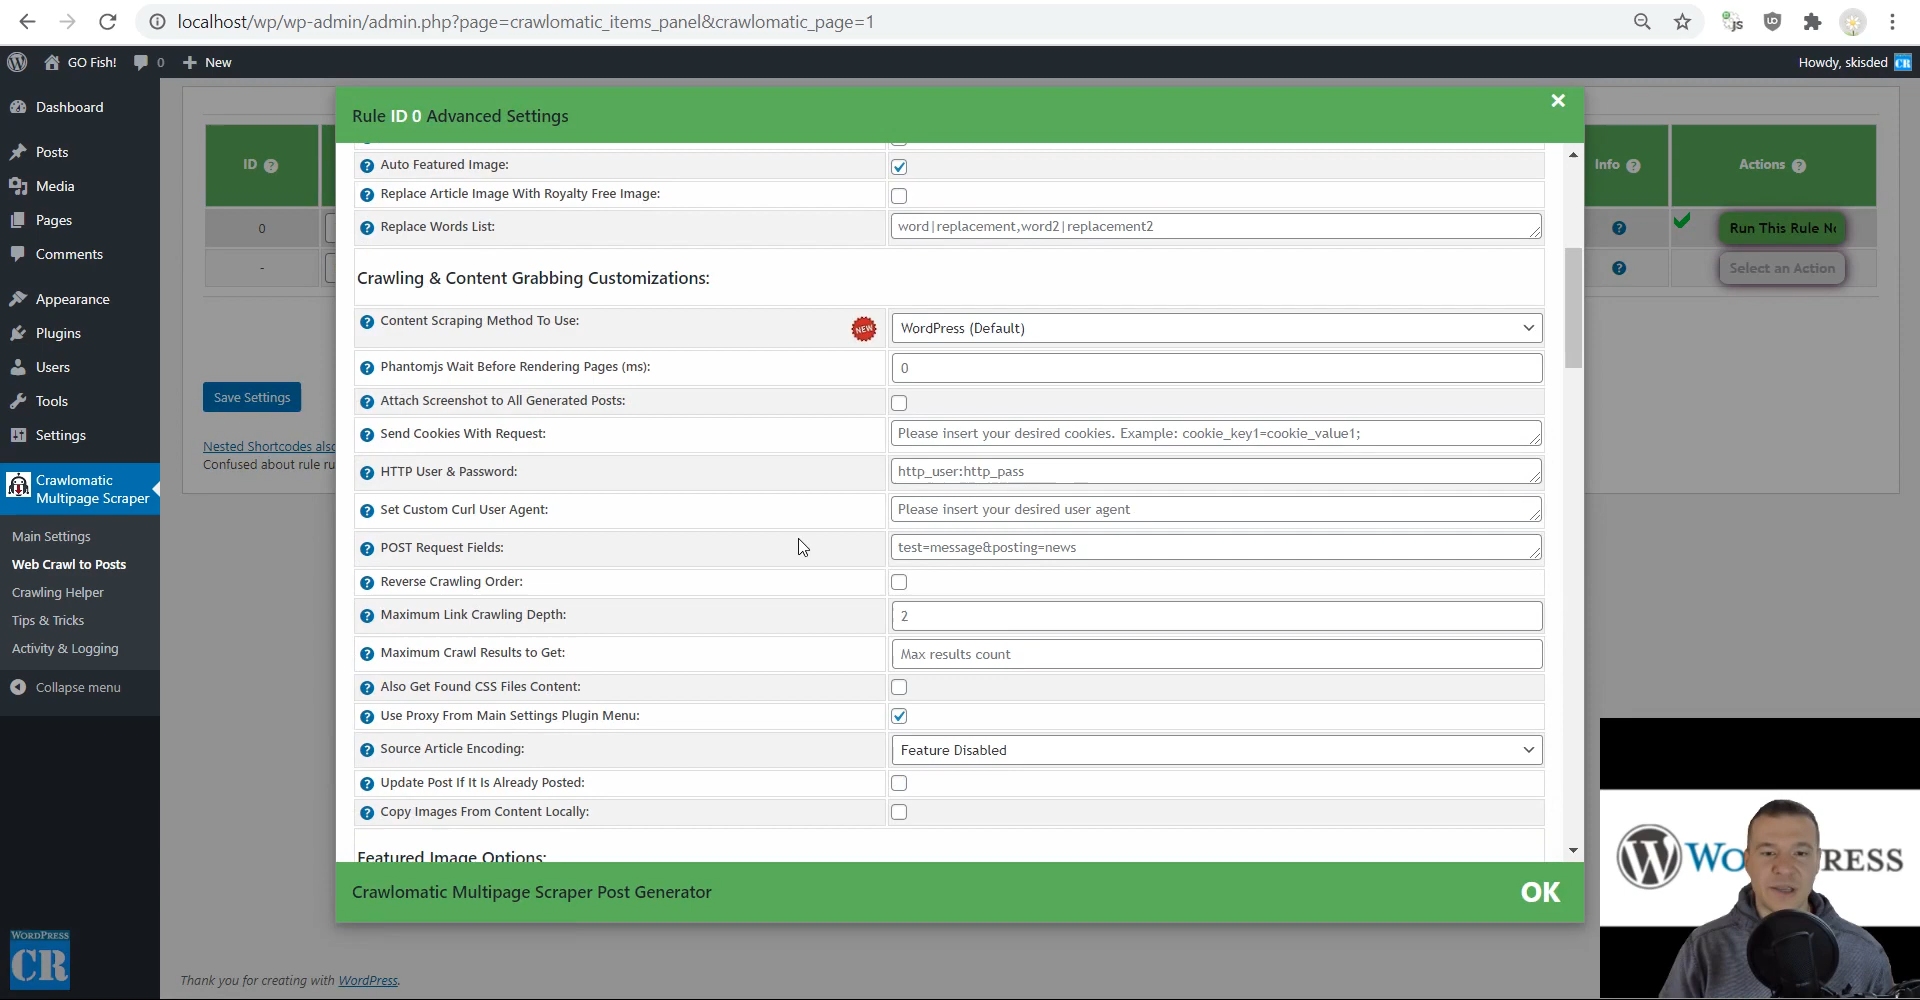 localhost/wp/wp-admin/admin.php?page=crawlomatic_items_panel&crawlomatic_page=1
GO Fish!
0
New
Howdy, skisded
CR
Dashboard
Posts
Media
Pages
Comments
Appearance
Plugins
Users
Tools
Settings
Crawlomatic
Multipage Scraper
Main Settings
Web Crawl to Posts
Crawling Helper
Tips & Tricks
Activity & Logging
Collapse menu
WORDPRESS
CR
ID
0
-
Save Settings
Nested Shortcodes also
Confused about rule ru
Rule ID 0 Advanced Settings
Auto Featured Image:
Replace Article Image With Royalty Free Image:
Replace Words List:
word|replacement,word2|replacement2
Crawling & Content Grabbing Customizations:
Content Scraping Method To Use:
NEW
WordPress (Default)
Phantomjs Wait Before Rendering Pages (ms):
0
Attach Screenshot to All Generated Posts:
Send Cookies With Request:
Please insert your desired cookies. Example: cookie_key1=cookie_value1;
HTTP User & Password:
http_user:http_pass
Set Custom Curl User Agent:
Please insert your desired user agent
POST Request Fields:
test=message&posting=news
Reverse Crawling Order:
Maximum Link Crawling Depth:
2
Maximum Crawl Results to Get:
Max results count
Also Get Found CSS Files Content:
Use Proxy From Main Settings Plugin Menu:
Source Article Encoding:
Feature Disabled
Update Post If It Is Already Posted:
Copy Images From Content Locally:
Featured Image Options:
Crawlomatic Multipage Scraper Post Generator
OK
Info
Actions
Run This Rule No
Select an Action
Thank you for creating with WordPress.
WO RESS